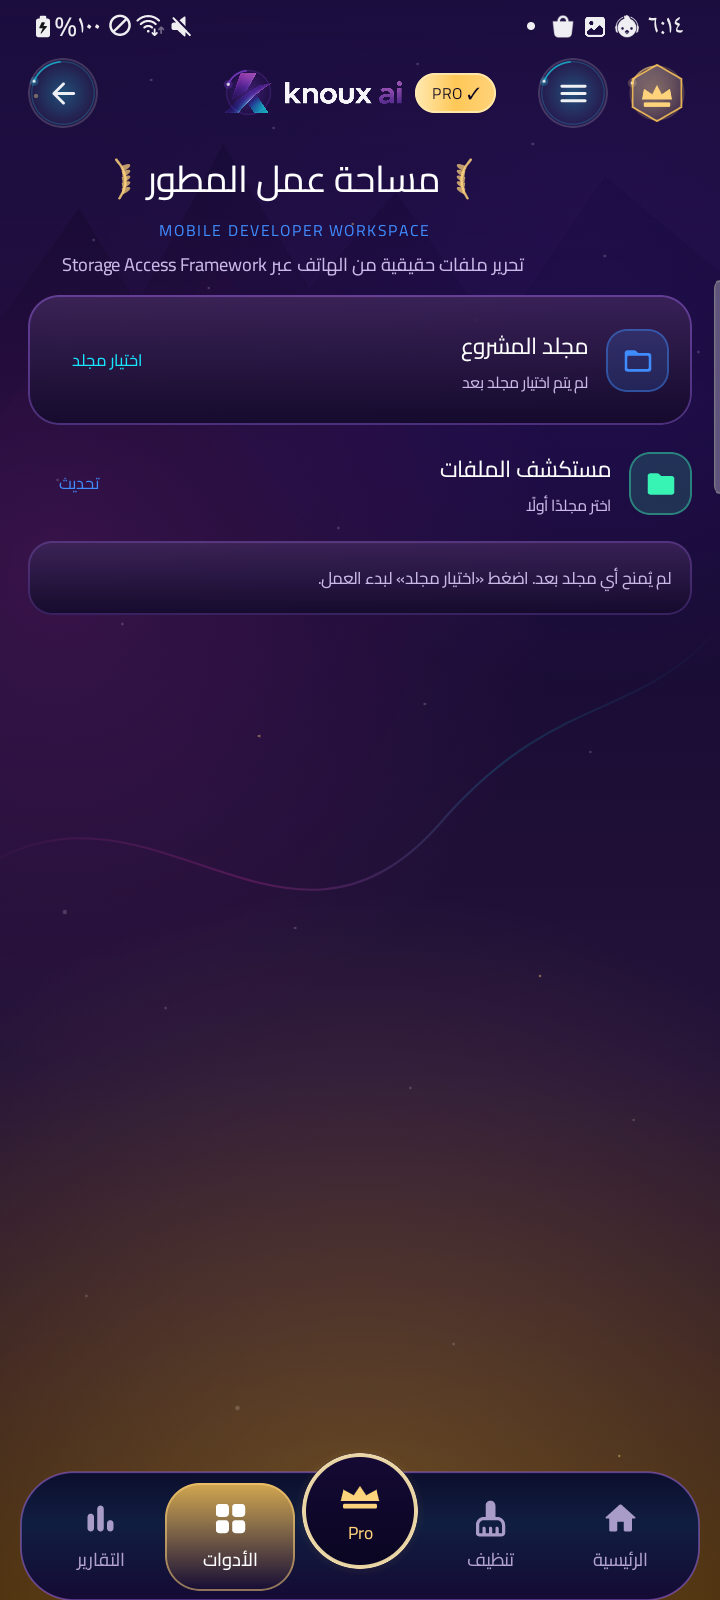 %١٠٠
٦:١٤
knoux ai
PRO ✓
مساحة عمل المطور
MOBILE DEVELOPER WORKSPACE
تحرير ملفات حقيقية من الهاتف عبر Storage Access Framework
مجلد المشروع
لم يتم اختيار مجلد بعد
اختيار مجلد
مستكشف الملفات
اختر مجلدًا أولًا
تحديث
لم يُمنح أي مجلد بعد. اضغط «اختيار مجلد» لبدء العمل.
الرئيسية
تنظيف
Pro
الأدوات
التقارير